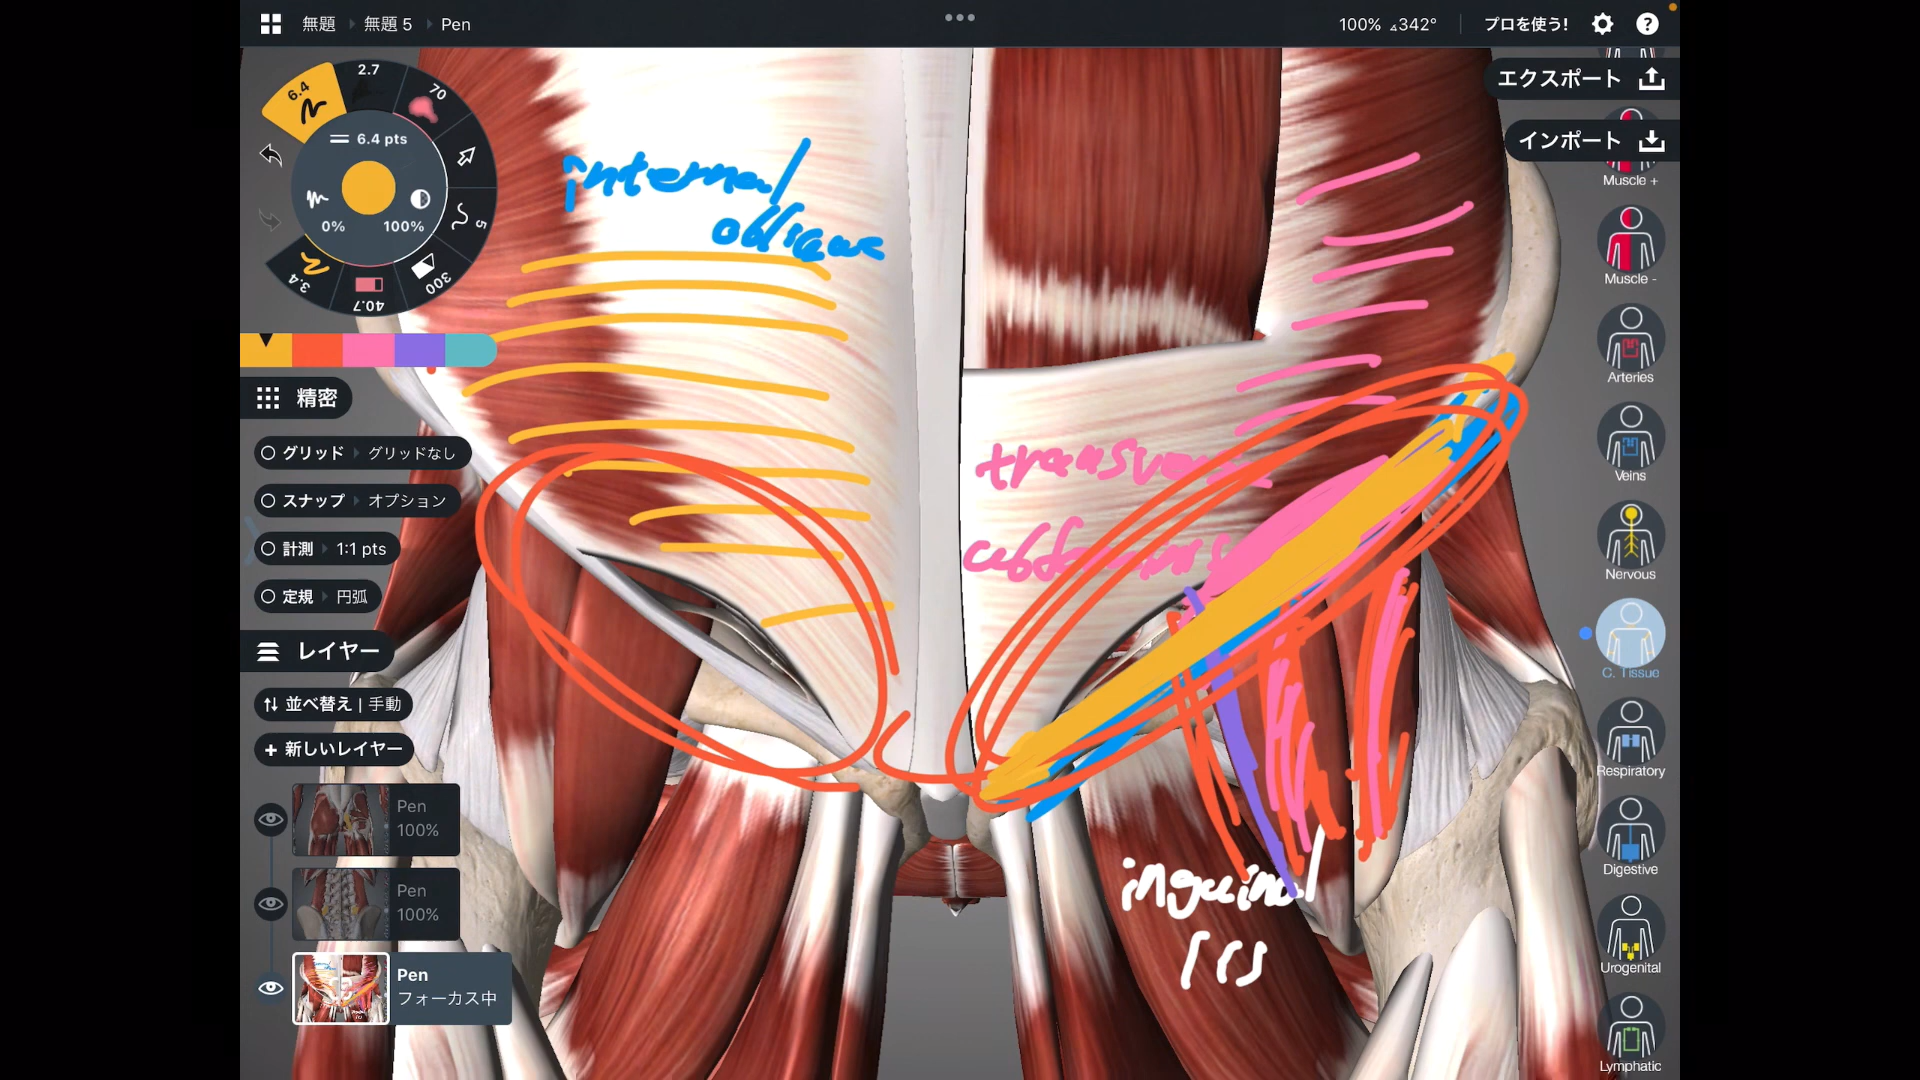 無題 無題 5 Pen
100% ⊿342° プロを使う!
エクスポート
インポート
6.4
2.7
70
6.4 pts
0% 100%
5
300
40.7
3.4
精密
グリッド グリッドなし
スナップ オプション
計測 1:1 pts
定規 円弧
レイヤー
並べ替え | 手動
+ 新しいレイヤー
Pen
100%
Pen
100%
Pen
フォーカス中
internal
oblique
transverse
abdominis
inguinal
Muscle +
Muscle -
Arteries
Veins
Nervous
C. Tissue
Respiratory
Digestive
Urogenital
Lymphatic